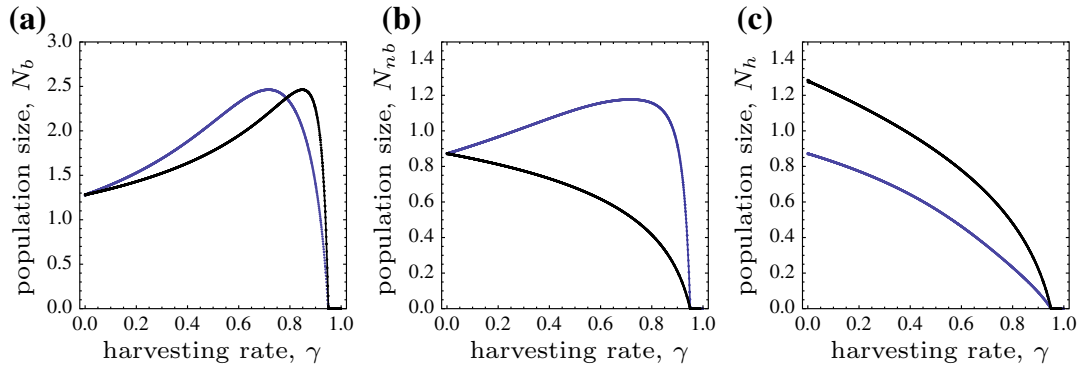 (a)
population size, N_b
3.0
2.5
2.0
1.5
1.0
0.5
0.0
0.0 0.2 0.4 0.6 0.8 1.0
harvesting rate, γ
(b)
population size, N_{nb}
1.4
1.2
1.0
0.8
0.6
0.4
0.2
0.0
0.0 0.2 0.4 0.6 0.8 1.0
harvesting rate, γ
(c)
population size, N_h
1.4
1.2
1.0
0.8
0.6
0.4
0.2
0.0
0.0 0.2 0.4 0.6 0.8 1.0
harvesting rate, γ